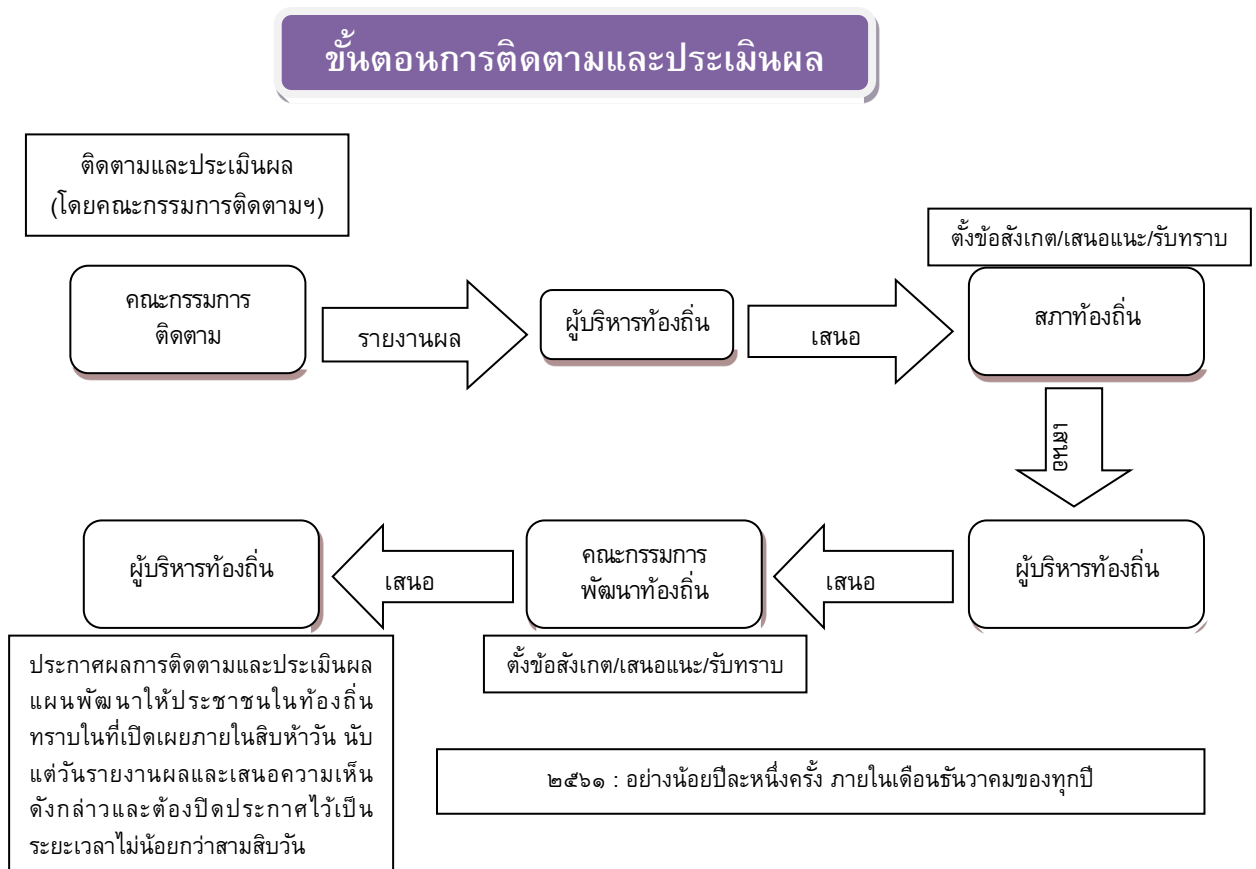 ขั้นตอนการติดตามและประเมินผล
ติดตามและประเมินผล
(โดยคณะกรรมการติดตามฯ)
ตั้งข้อสังเกต/เสนอแนะ/รับทราบ
คณะกรรมการ
ติดตาม
รายงานผล
ผู้บริหารท้องถิ่น
เสนอ
สภาท้องถิ่น
เสนอ
ผู้บริหารท้องถิ่น
เสนอ
คณะกรรมการ
พัฒนาท้องถิ่น
เสนอ
ผู้บริหารท้องถิ่น
ตั้งข้อสังเกต/เสนอแนะ/รับทราบ
ประกาศผลการติดตามและประเมินผล
แผนพัฒนาให้ประชาชนในท้องถิ่น
ทราบในที่เปิดเผยภายในสิบห้าวัน นับ
แต่วันรายงานผลและเสนอความเห็น
ดังกล่าวและต้องปิดประกาศไว้เป็น
ระยะเวลาไม่น้อยกว่าสามสิบวัน
๒๕๖๑ : อย่างน้อยปีละหนึ่งครั้ง ภายในเดือนธันวาคมของทุกปี